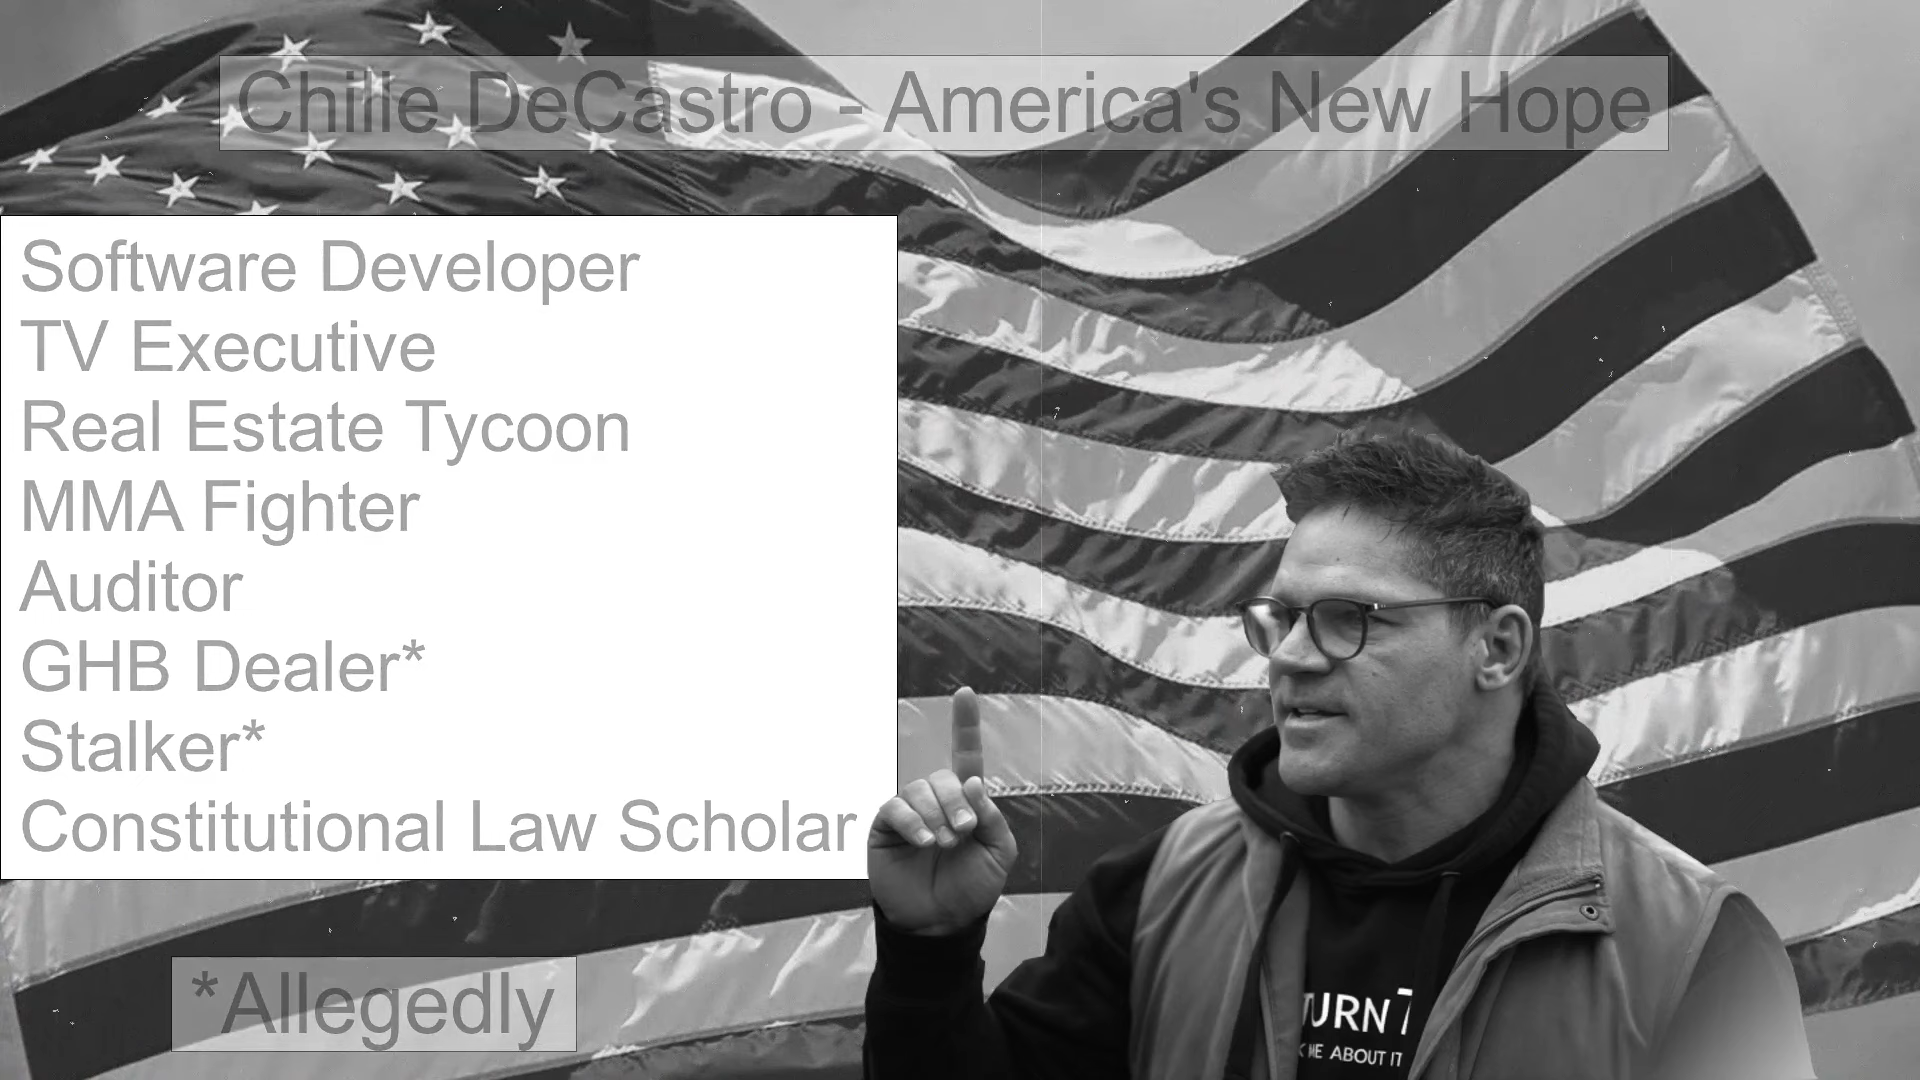 Chille DeCastro - America's New Hope
Software Developer
TV Executive
Real Estate Tycoon
MMA Fighter
Auditor
GHB Dealer*
Stalker*
Constitutional Law Scholar
*Allegedly
TURN
ME ABOUT IT